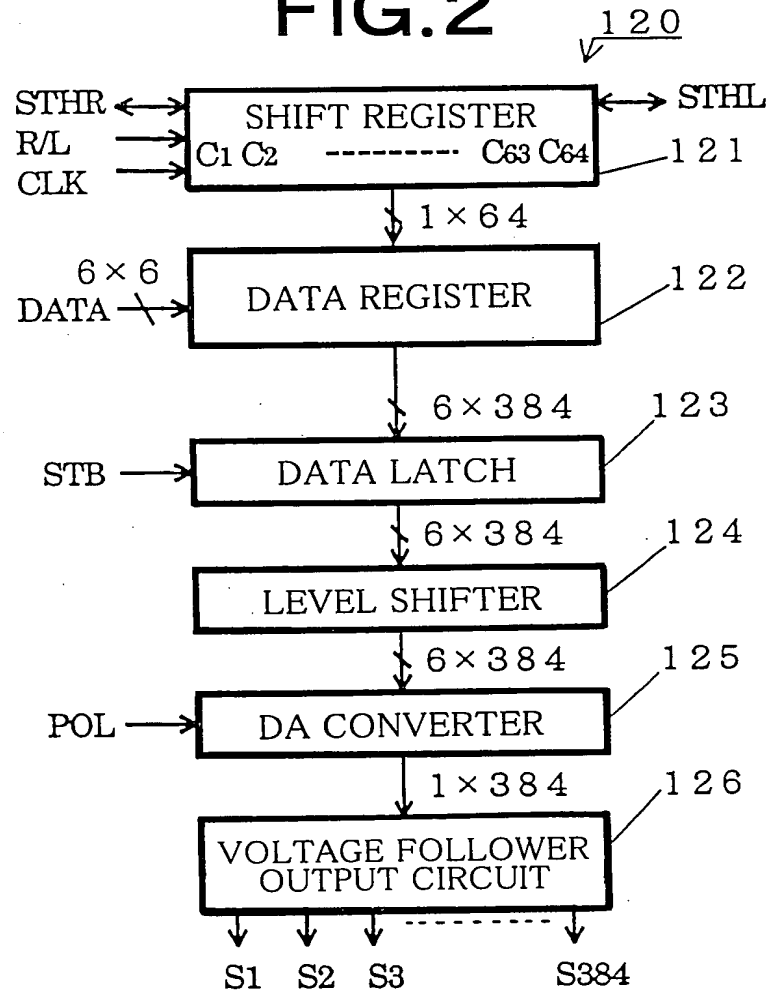 FIG.2
120
STHR
R/L
CLK
SHIFT REGISTER
C1 C2 ---------- C63 C64
STHL
121
1×64
6×6
DATA
DATA REGISTER
122
6×384
STB
DATA LATCH
123
6×384
LEVEL SHIFTER
124
6×384
POL
DA CONVERTER
125
1×384
VOLTAGE FOLLOWER
OUTPUT CIRCUIT
126
S1 S2 S3 ---------- S384